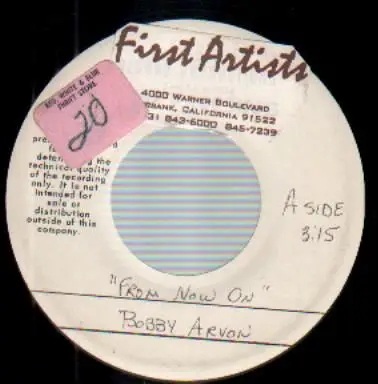 First Artists
4000 WARNER BOULEVARD
BANK, CALIFORNIA 91522
3) 843-6000 845-7239
RED, WHITE & BLUE
THRIFT STORE
20
the
technical quality
of the recording
only. It is not
intended for
sale or
distribution
outside of this
company.
A SIDE
3:15
"FROM NOW ON"
BOBBY ARVON